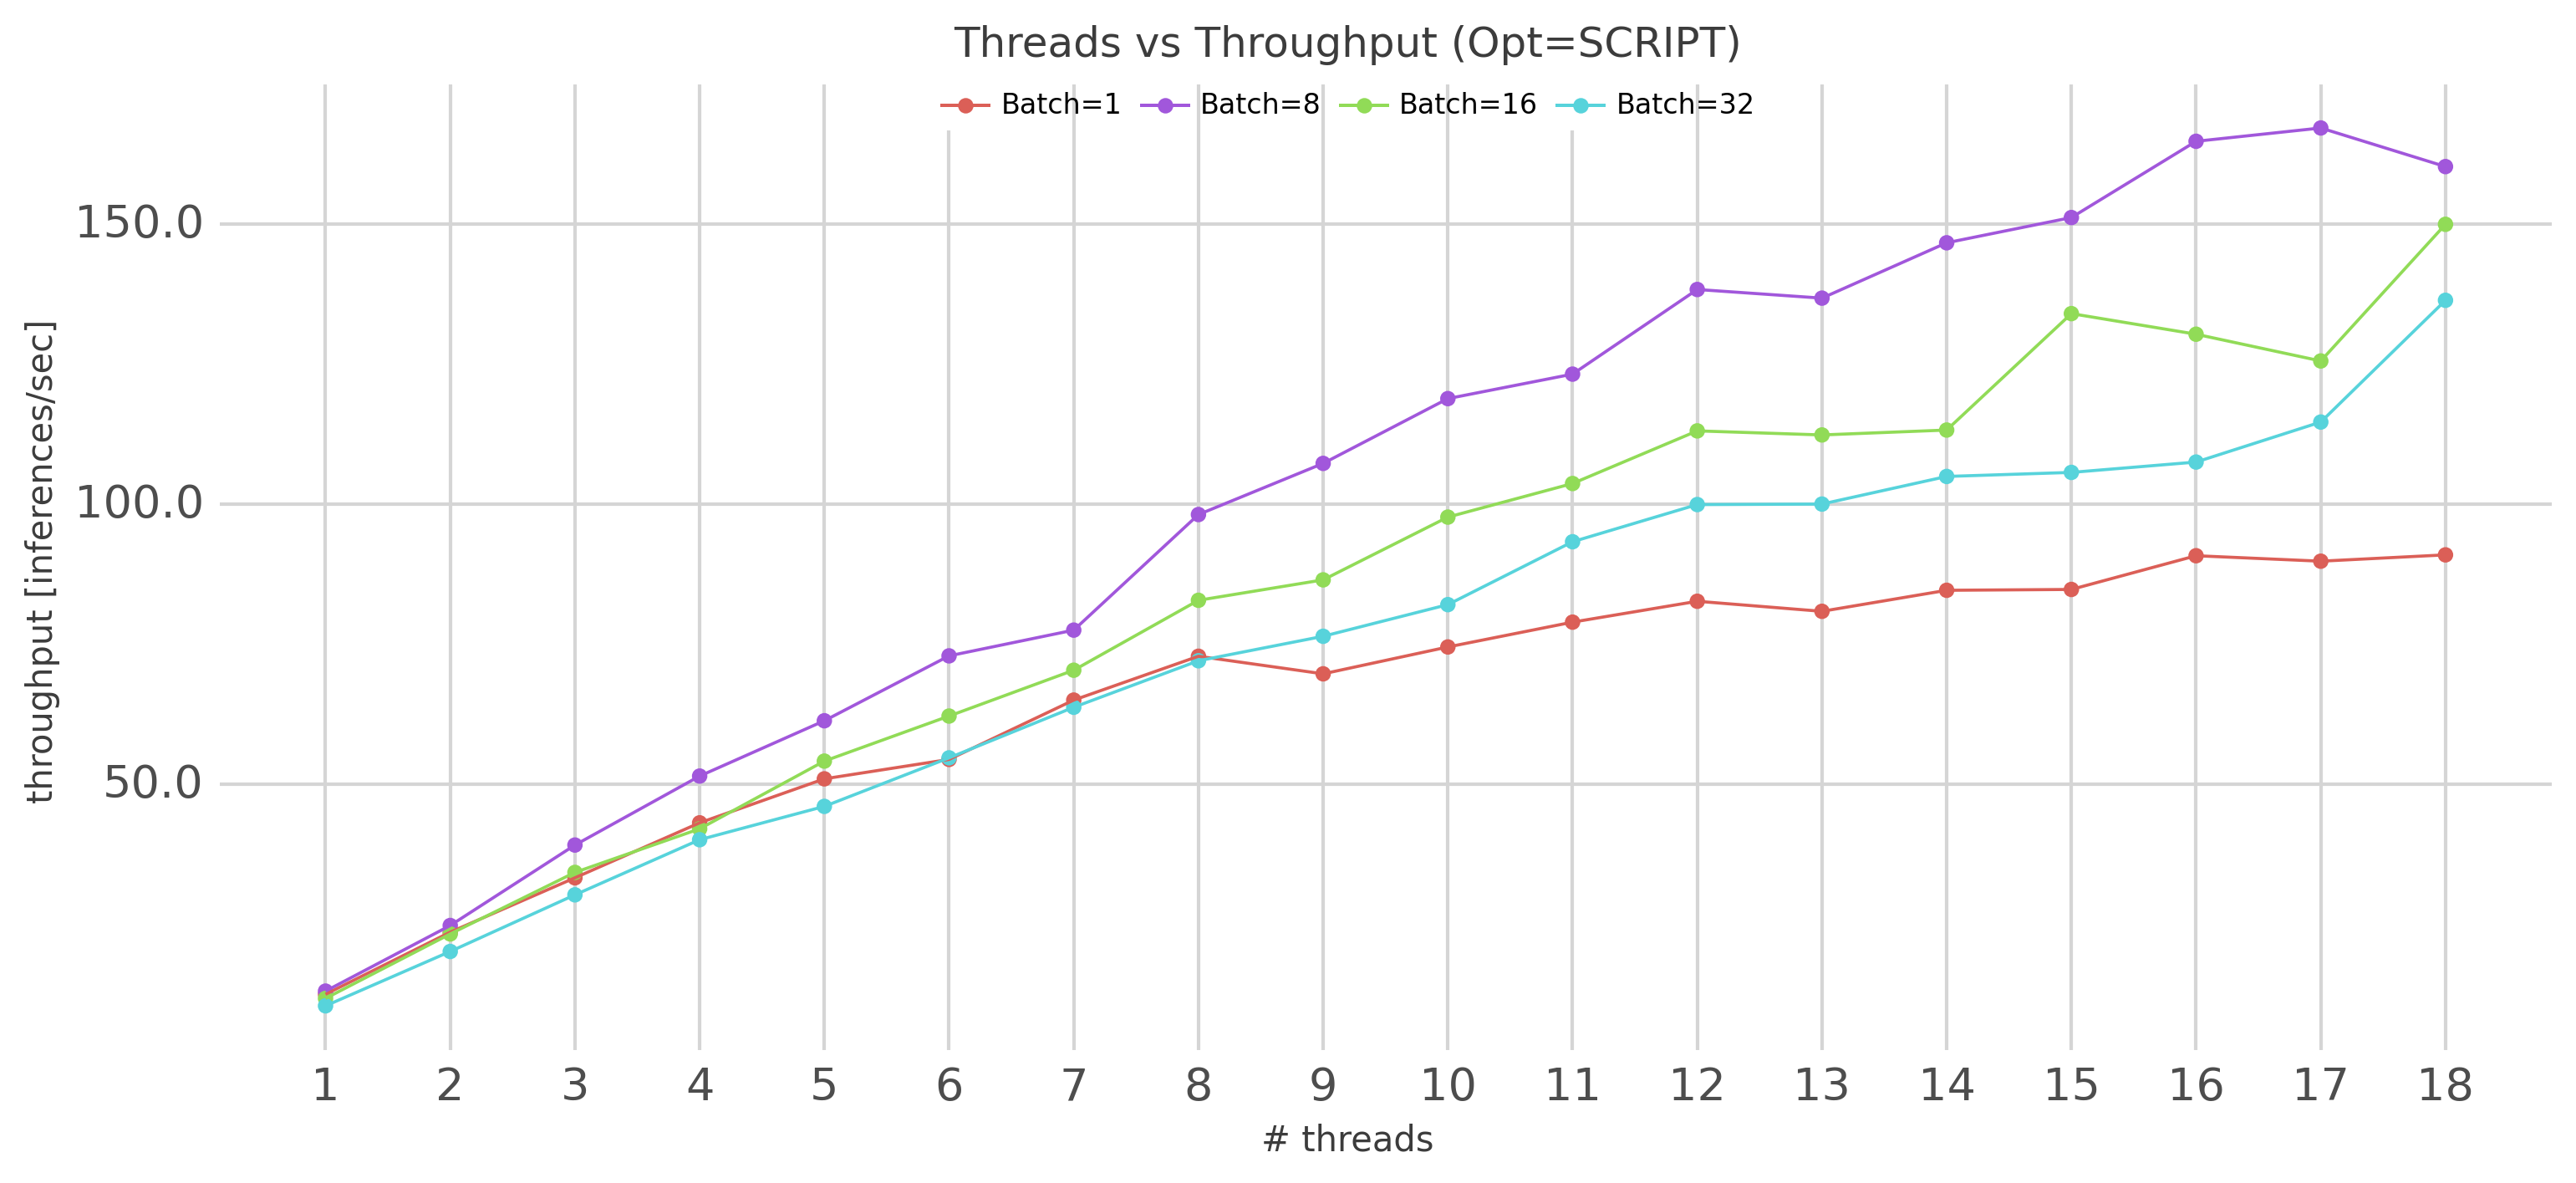 Threads vs Throughput (Opt=SCRIPT)
Batch=1 Batch=8 Batch=16 Batch=32
throughput [inferences/sec]
150.0
100.0
50.0
1 2 3 4 5 6 7 8 9 10 11 12 13 14 15 16 17 18
# threads